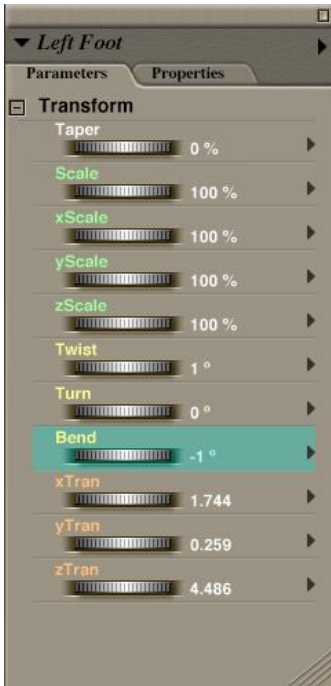 Left Foot
Parameters Properties
Transform
Taper
0 %
Scale
100 %
xScale
100 %
yScale
100 %
zScale
100 %
Twist
1 °
Turn
0 °
Bend
-1 °
xTran
1.744
yTran
0.259
zTran
4.486